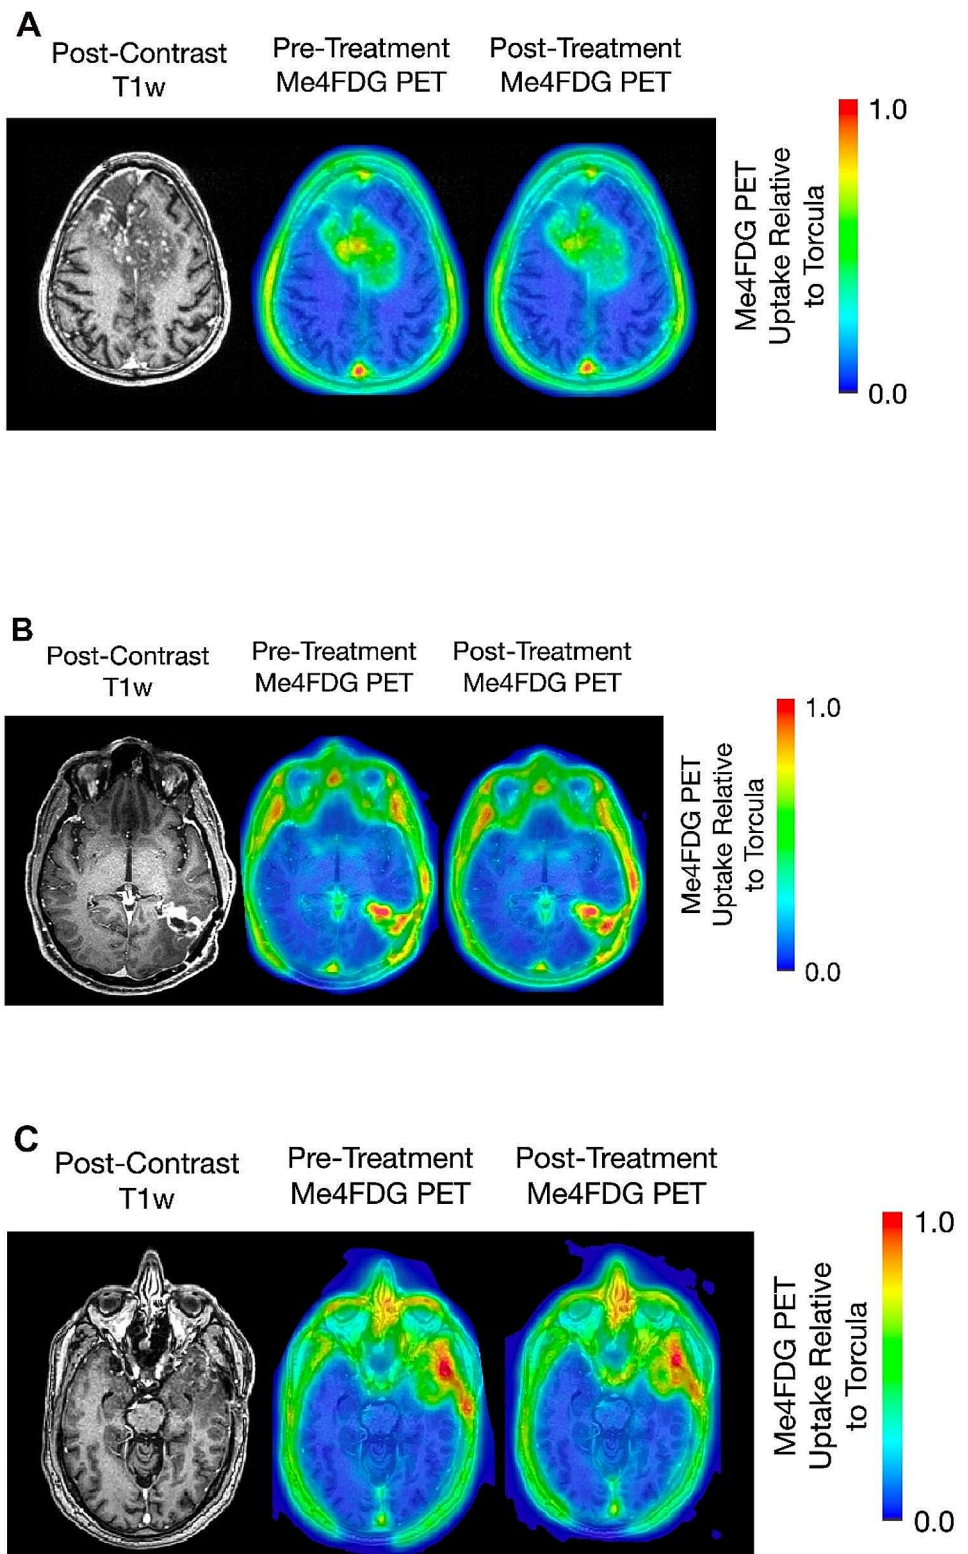 A
Post-Contrast
T1w
Pre-Treatment
Me4FDG PET
Post-Treatment
Me4FDG PET
Me4FDG PET
Uptake Relative
to Torcula
1.0
0.0
B
Post-Contrast
T1w
Pre-Treatment
Me4FDG PET
Post-Treatment
Me4FDG PET
Me4FDG PET
Uptake Relative
to Torcula
1.0
0.0
C
Post-Contrast
T1w
Pre-Treatment
Me4FDG PET
Post-Treatment
Me4FDG PET
Me4FDG PET
Uptake Relative
to Torcula
1.0
0.0